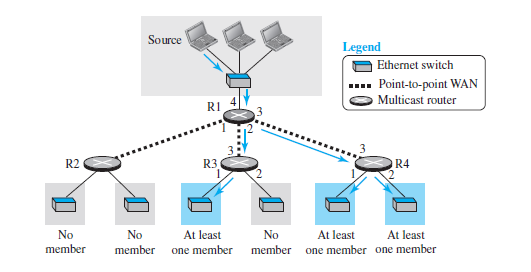 Source
Legend
Ethernet switch
Point-to-point WAN
Multicast router
R1
4
3
1
2
R2
R3
3
1
2
3
R4
1
2
No
member
No
member
At least
one member
No
member
At least
one member
At least
one member